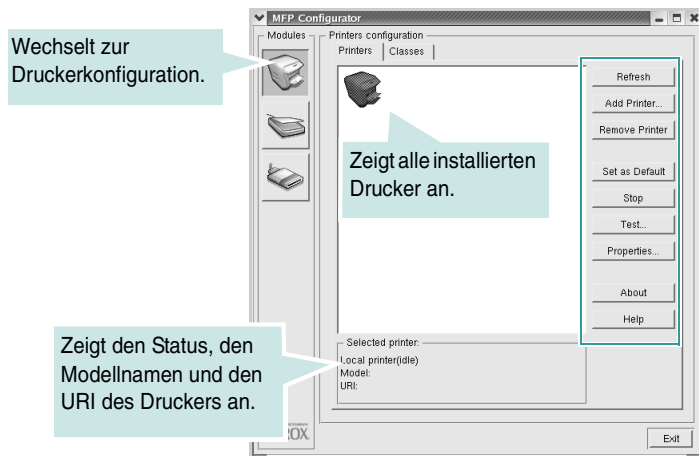 MFP Configurator
Modules
Printers configuration
Printers
Classes
Wechselt zur
Druckerkonfiguration.
Refresh
Add Printer...
Remove Printer
Set as Default
Stop
Test...
Properties...
About
Help
Zeigt alle installierten
Drucker an.
Zeigt den Status, den
Modellnamen und den
URI des Druckers an.
Selected printer:
Local printer(idle)
Model:
URI:
Exit